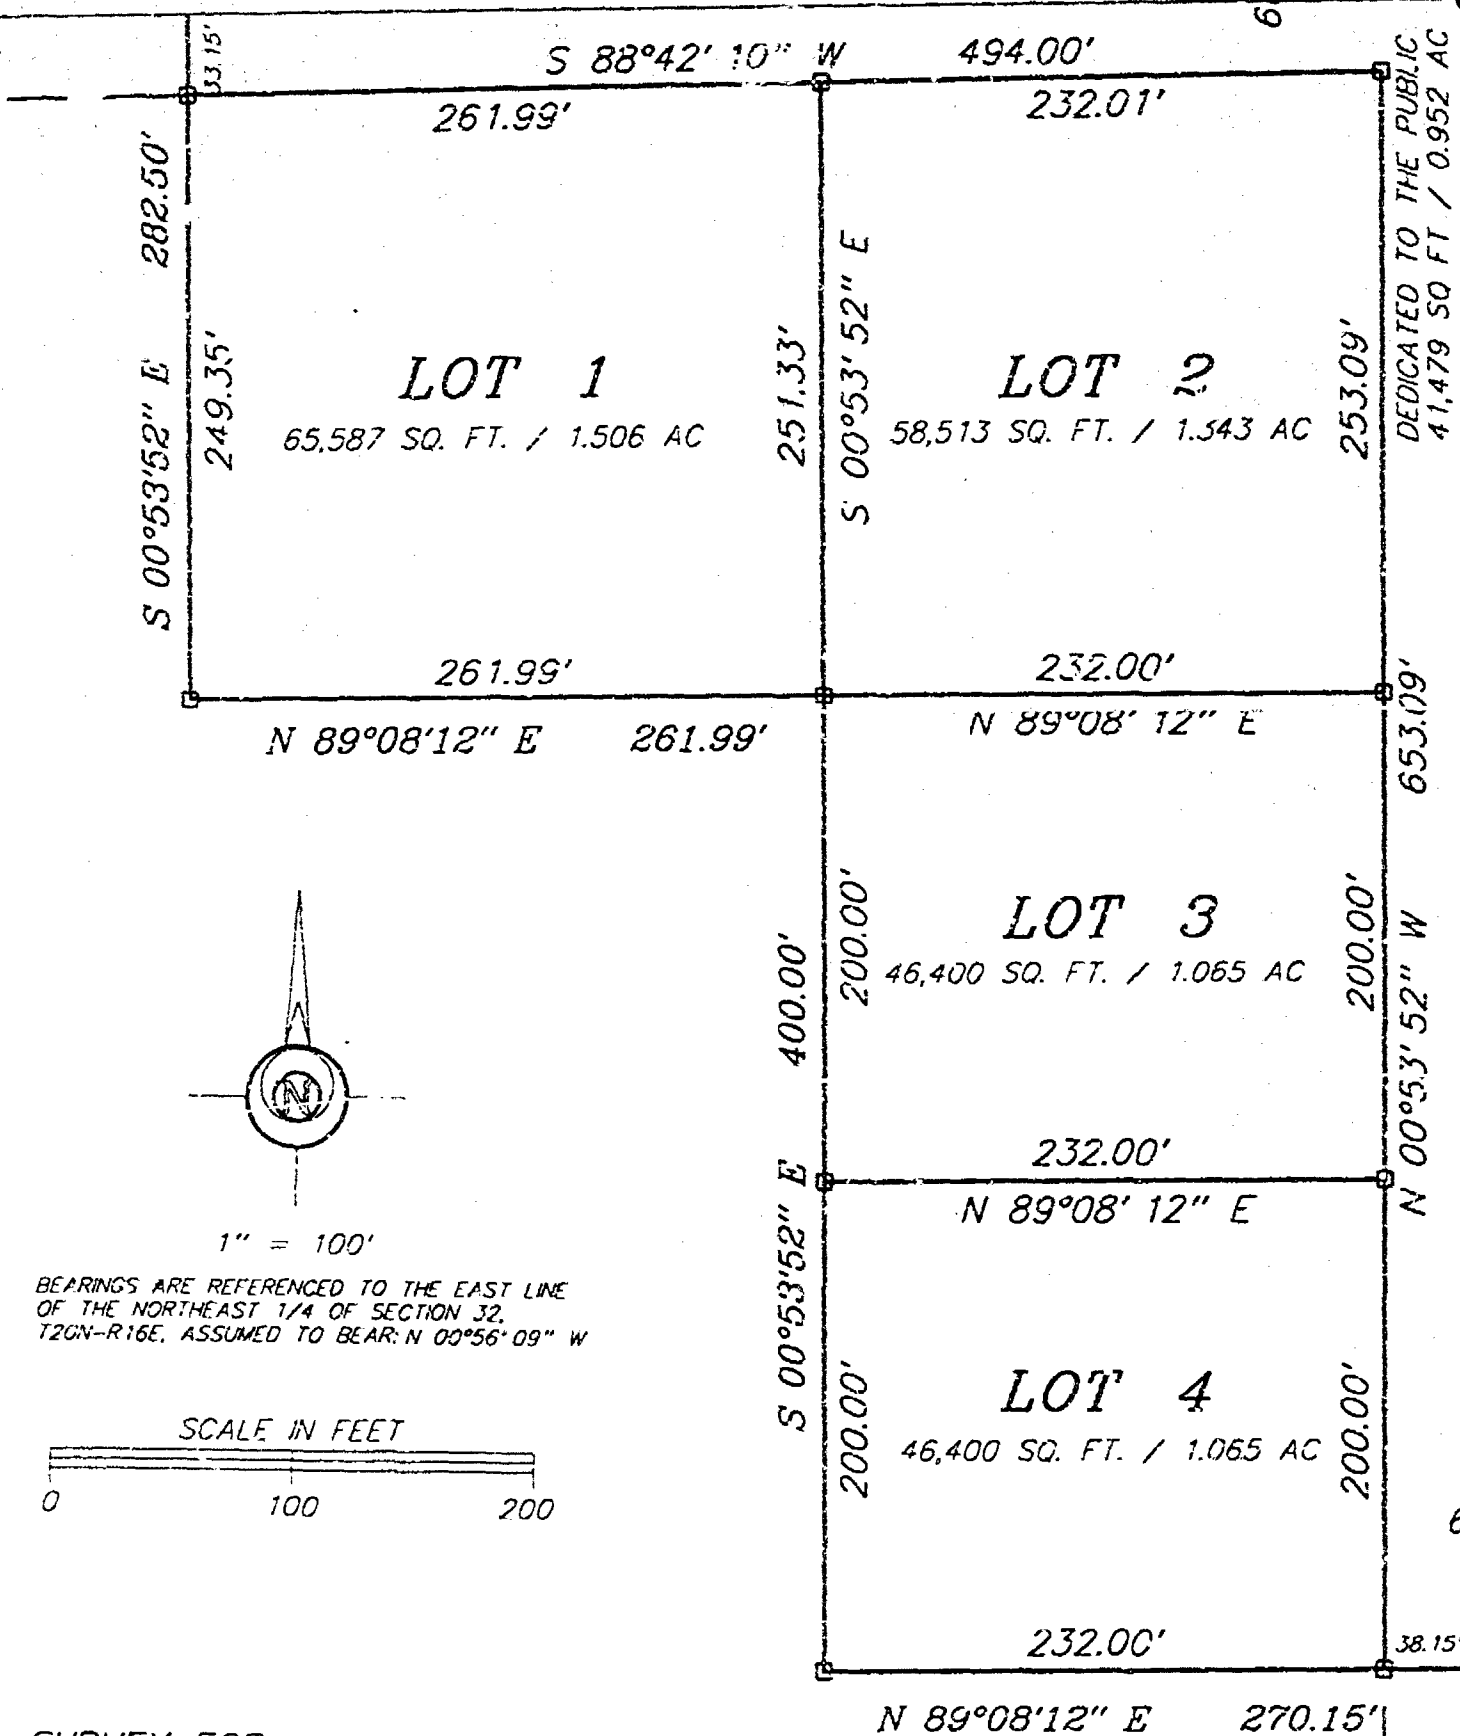 33.15'
S 88°42'10" W 494.00'
261.99'
232.01'
S 00°53'52" E 282.50'
249.35'
LOT 1
65,587 SQ. FT. / 1.506 AC
251.33'
S 00°53'52" E
LOT 2
58,513 SQ. FT. / 1.343 AC
253.09'
DEDICATED TO THE PUBLIC
41,479 SQ FT / 0.952 AC
261.99'
N 89°08'12" E 261.99'
232.00'
N 89°08'12" E
N 00°53'52" W 653.09'
LOT 3
46,400 SQ. FT. / 1.065 AC
200.00'
200.00'
S 00°53'52" E 400.00'
232.00'
N 89°08'12" E
N
1" = 100'
BEARINGS ARE REFERENCED TO THE EAST LINE
OF THE NORTHEAST 1/4 OF SECTION 32,
T20N-R16E, ASSUMED TO BEAR: N 00°56'09" W
SCALE IN FEET
0 100 200
LOT 4
46,400 SQ. FT. / 1.065 AC
200.00'
200.00'
232.00'
38.15'
N 89°08'12" E 270.15'